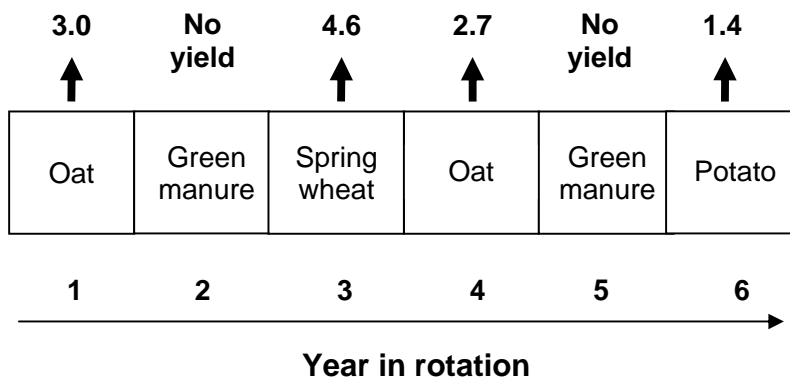 3.0 No yield 4.6 2.7 No yield 1.4
Oat Green manure Spring wheat Oat Green manure Potato
1 2 3 4 5 6
Year in rotation